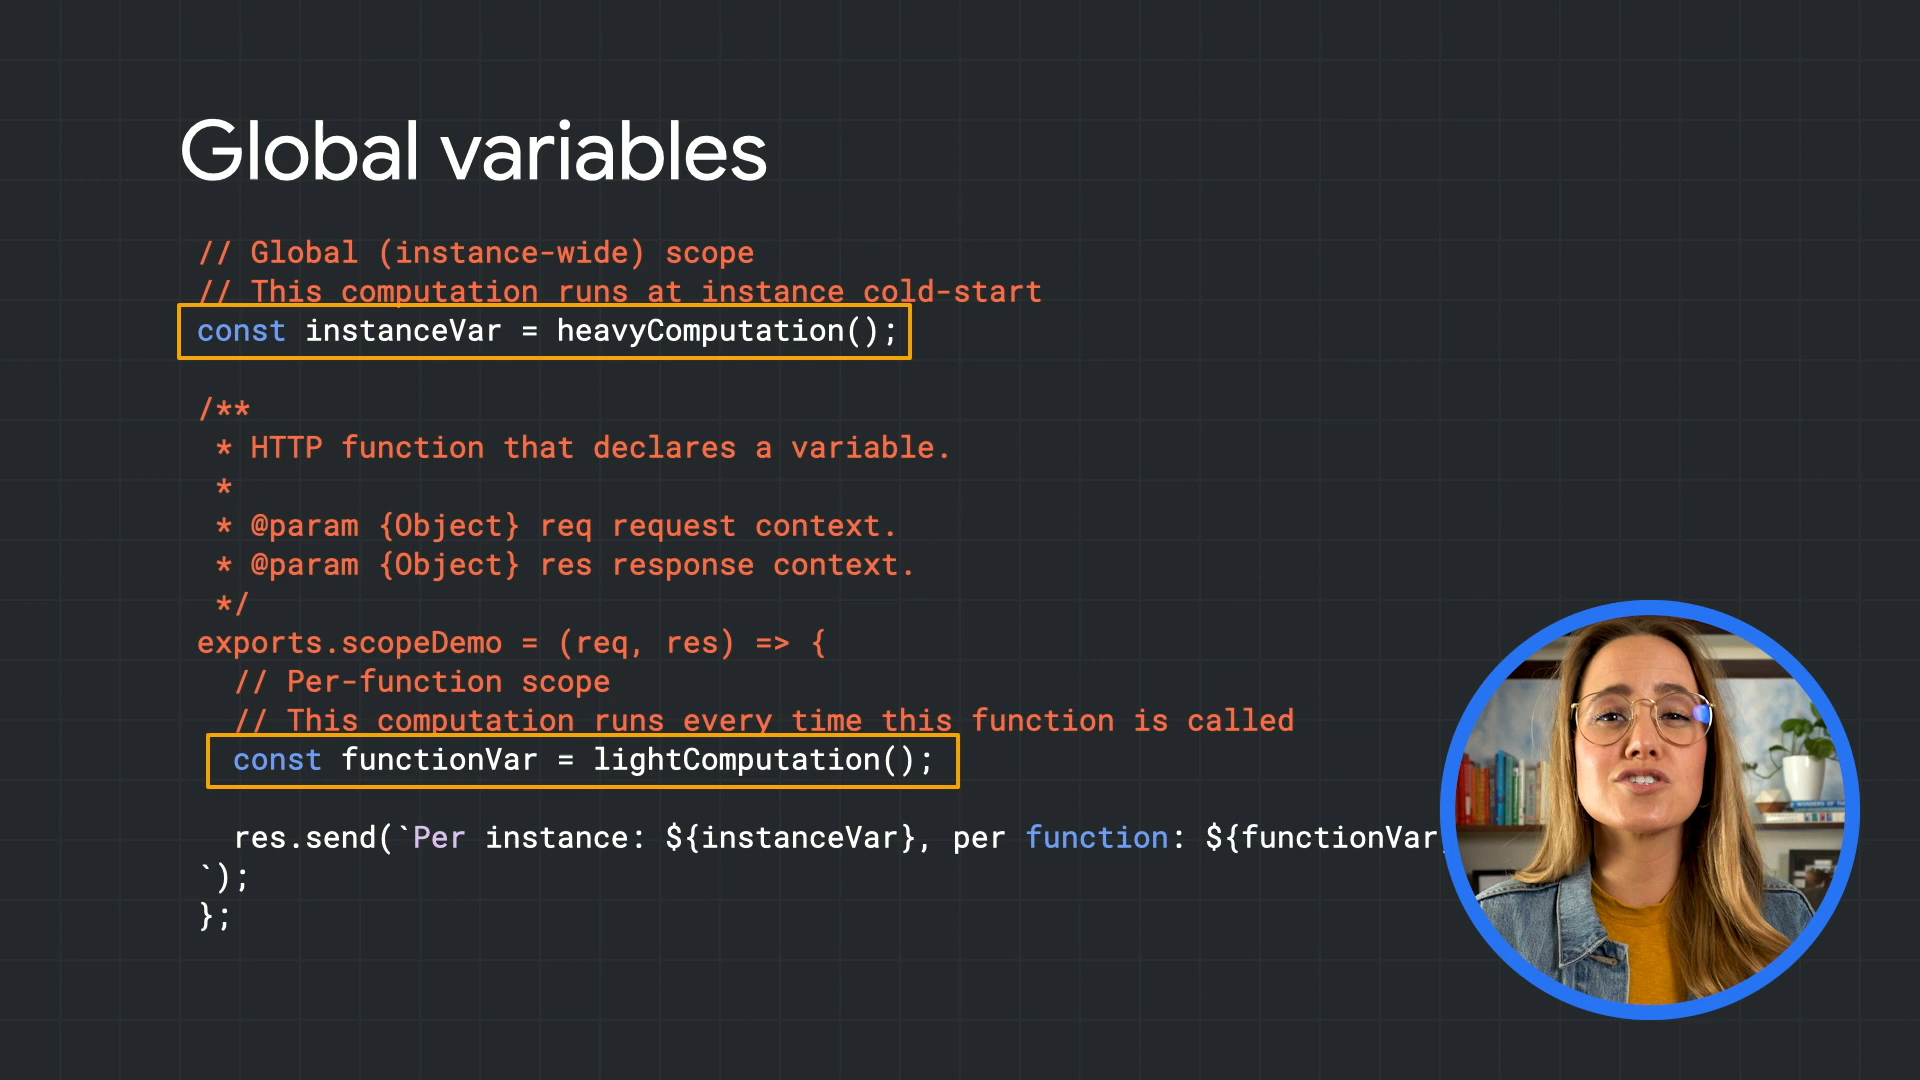 Global variables
// Global (instance-wide) scope
// This computation runs at instance cold-start
const instanceVar = heavyComputation();
/**
* HTTP function that declares a variable.
*
* @param {Object} req request context.
* @param {Object} res response context.
*/
exports.scopeDemo = (req, res) => {
// Per-function scope
// This computation runs every time this function is called
const functionVar = lightComputation();
res.send(`Per instance: ${instanceVar}, per function: ${functionVar
`);
};